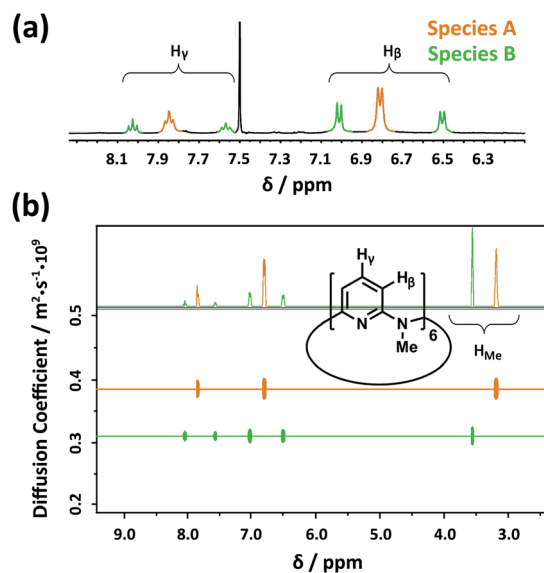 (a)
Species A
Species B
Hγ
Hβ
8.1 7.9 7.7 7.5 7.3 7.1 6.9 6.7 6.5 6.3
δ / ppm
(b)
Diffusion Coefficient / m²·s⁻¹·10⁹
0.5
0.4
0.3
0.2
Hγ
Hβ
N
N
Me
6
HMe
9.0 8.0 7.0 6.0 5.0 4.0 3.0
δ / ppm